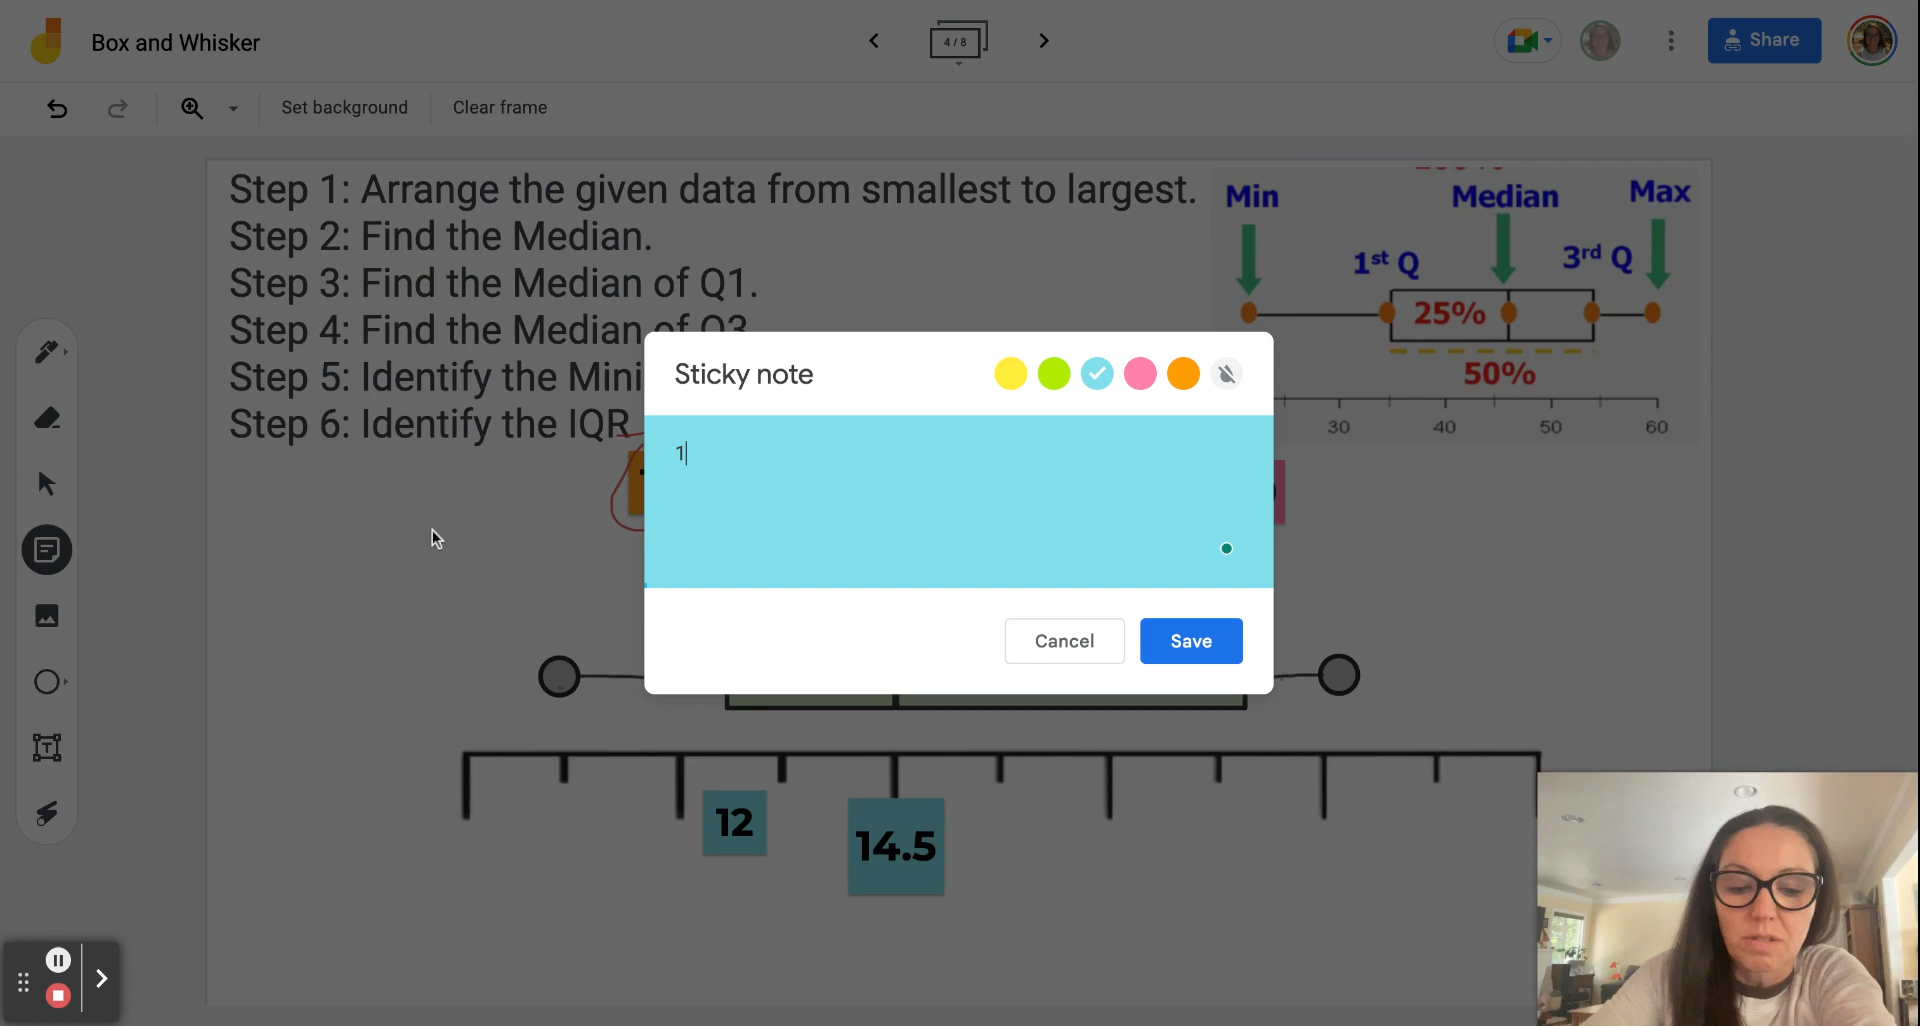 Box and Whisker
4 / 8
Share
Set background
Clear frame
Step 1: Arrange the given data from smallest to largest.
Step 2: Find the Median.
Step 3: Find the Median of Q1.
Step 4: Find the Median of Q3
Step 5: Identify the Mini
Step 6: Identify the IQR
Min
Median
Max
1st Q
3rd Q
25%
50%
30 40 50 60
Sticky note
1
Cancel
Save
12
14.5